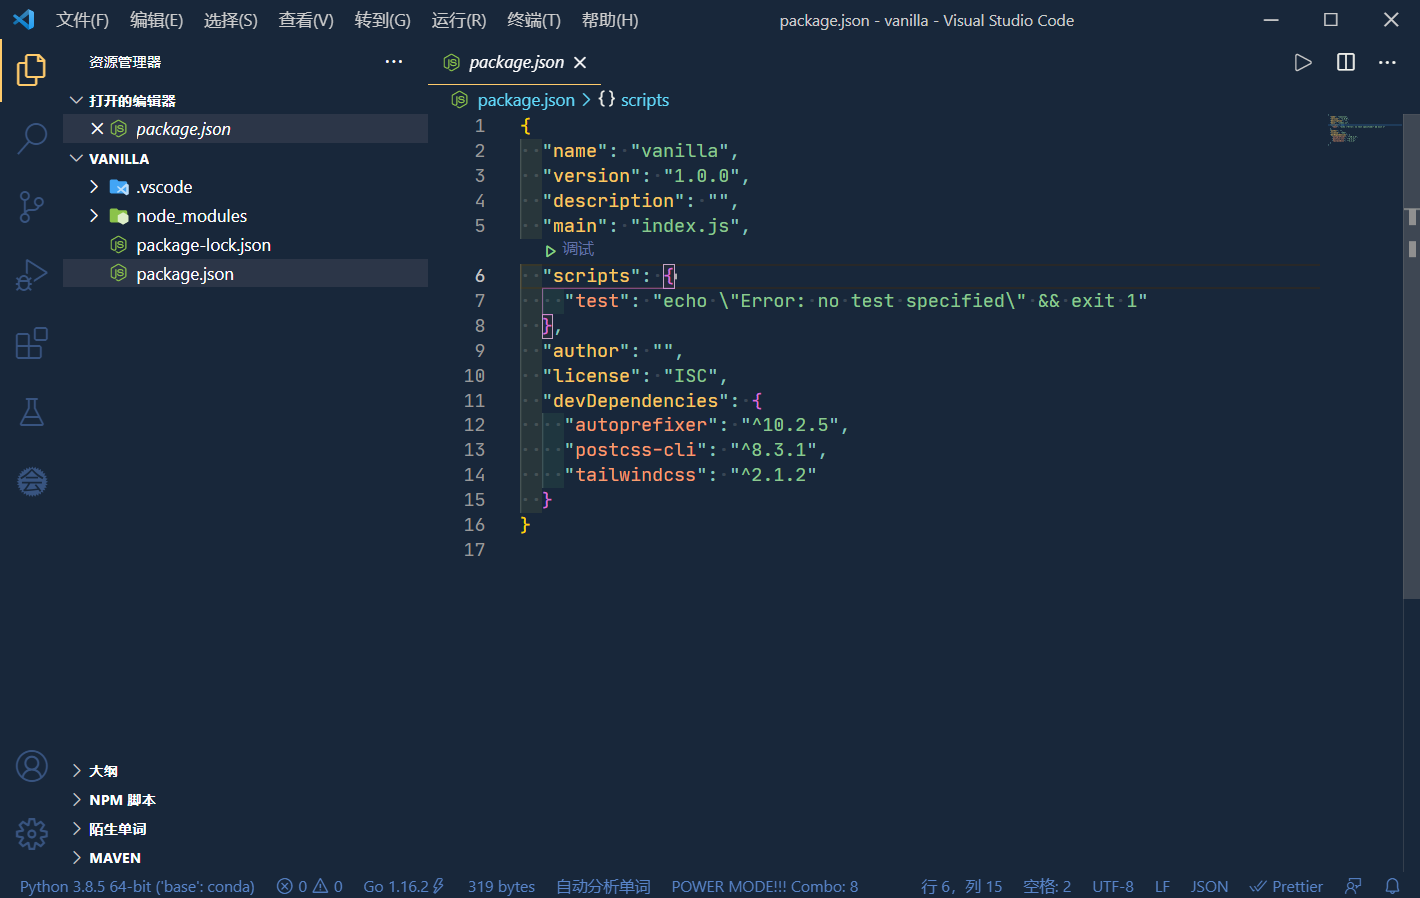 文件(F) 编辑(E) 选择(S) 查看(V) 转到(G) 运行(R) 终端(T) 帮助(H) package.json - vanilla - Visual Studio Code
资源管理器
打开的编辑器
package.json
VANILLA
.vscode
node_modules
package-lock.json
package.json
大纲
NPM 脚本
陌生单词
MAVEN
package.json
package.json > {} scripts
1 {
2 "name": "vanilla",
3 "version": "1.0.0",
4 "description": "",
5 "main": "index.js",
调试
6 "scripts": {
7 "test": "echo \"Error: no test specified\" && exit 1"
8 },
9 "author": "",
10 "license": "ISC",
11 "devDependencies": {
12 "autoprefixer": "^10.2.5",
13 "postcss-cli": "^8.3.1",
14 "tailwindcss": "^2.1.2"
15 }
16 }
17
Python 3.8.5 64-bit ('base': conda) 0 0 Go 1.16.2 319 bytes 自动分析单词 POWER MODE!!! Combo: 8 行 6，列 15 空格: 2 UTF-8 LF JSON Prettier